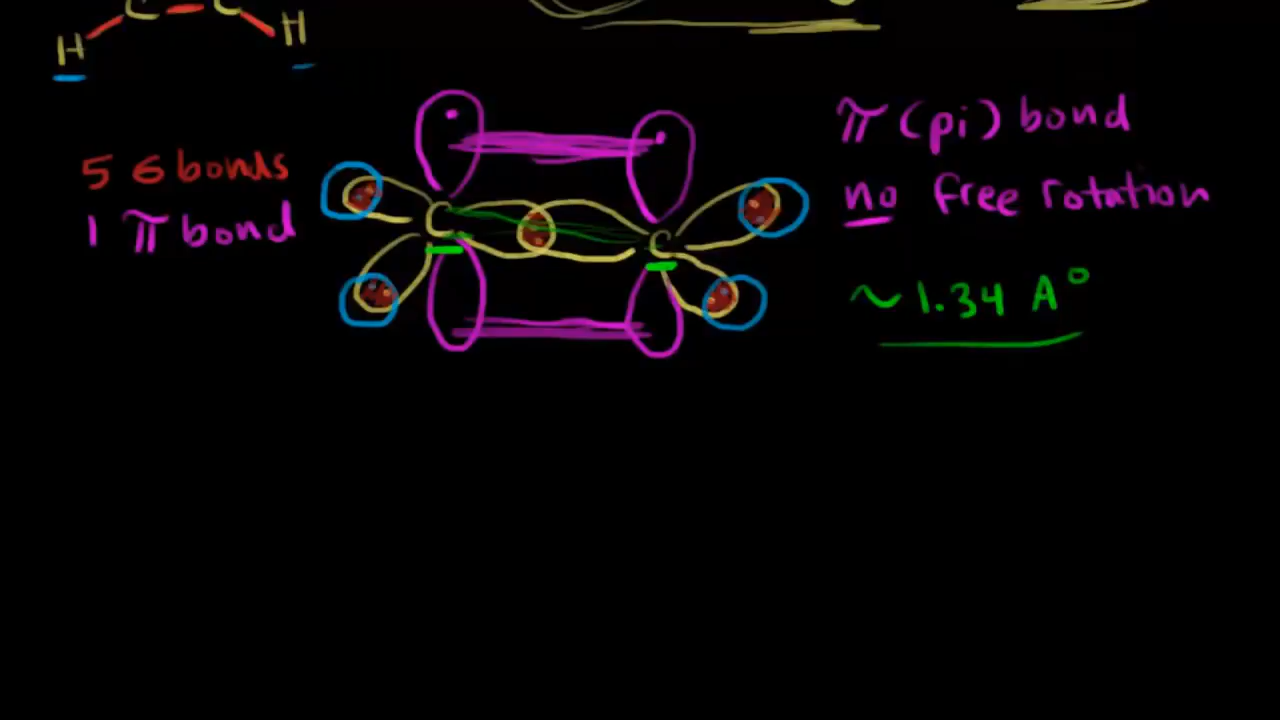 C C
H H
5 σ bonds
1 π bond
C C
π (pi) bond
no free rotation
~ 1.34 A°